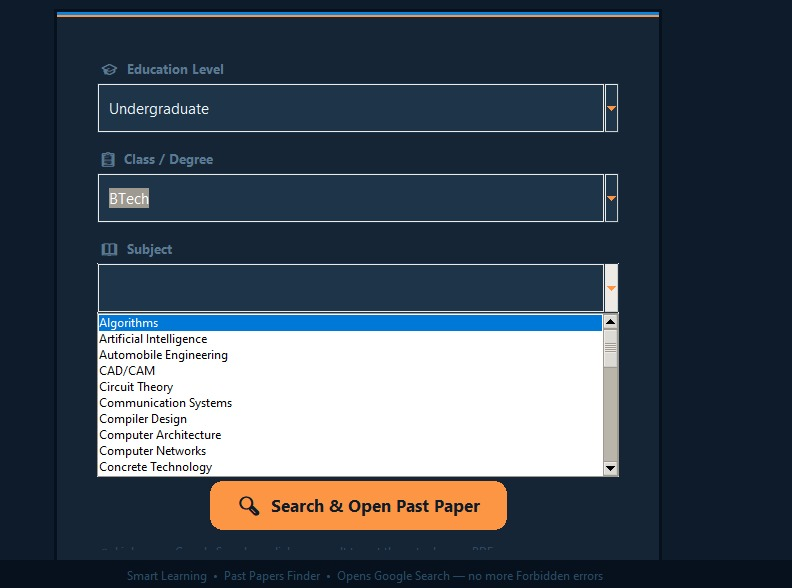 Education Level
Undergraduate
Class / Degree
BTech
Subject
Algorithms
Artificial Intelligence
Automobile Engineering
CAD/CAM
Circuit Theory
Communication Systems
Compiler Design
Computer Architecture
Computer Networks
Concrete Technology
Search & Open Past Paper
Smart Learning • Past Papers Finder • Opens Google Search — no more Forbidden errors